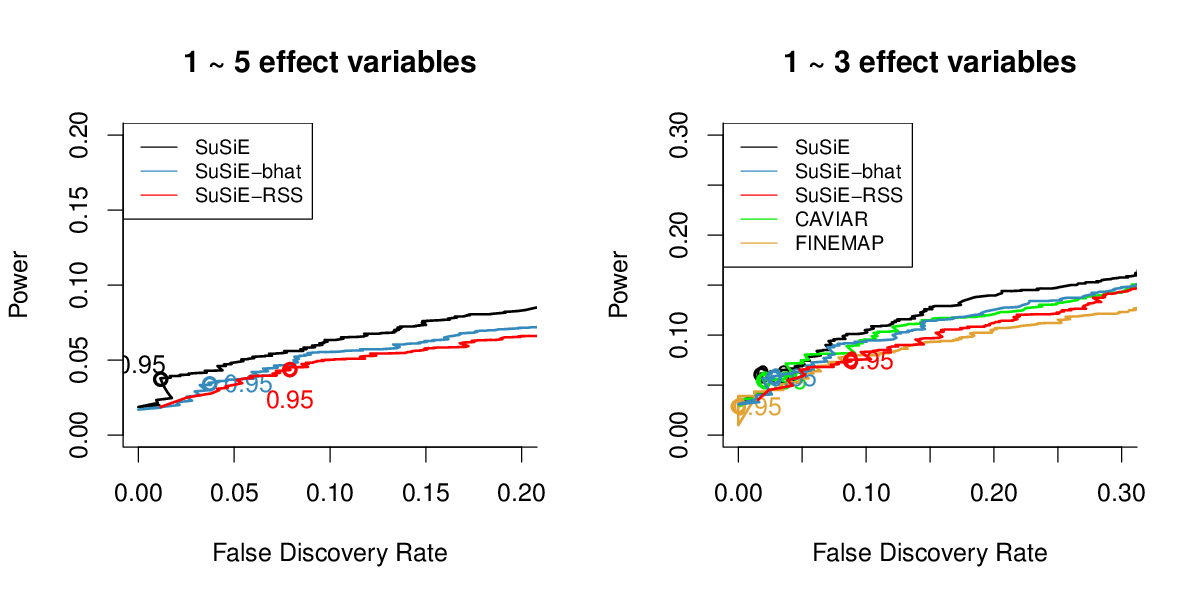 1 ~ 5 effect variables
Power
0.20
0.15
0.10
0.05
0.00
SuSiE
SuSiE−bhat
SuSiE−RSS
0.95
0.95
0.95
0.00 0.05 0.10 0.15 0.20
False Discovery Rate
1 ~ 3 effect variables
Power
0.30
0.20
0.10
0.00
SuSiE
SuSiE−bhat
SuSiE−RSS
CAVIAR
FINEMAP
0.95
0.95
0.00 0.10 0.20 0.30
False Discovery Rate